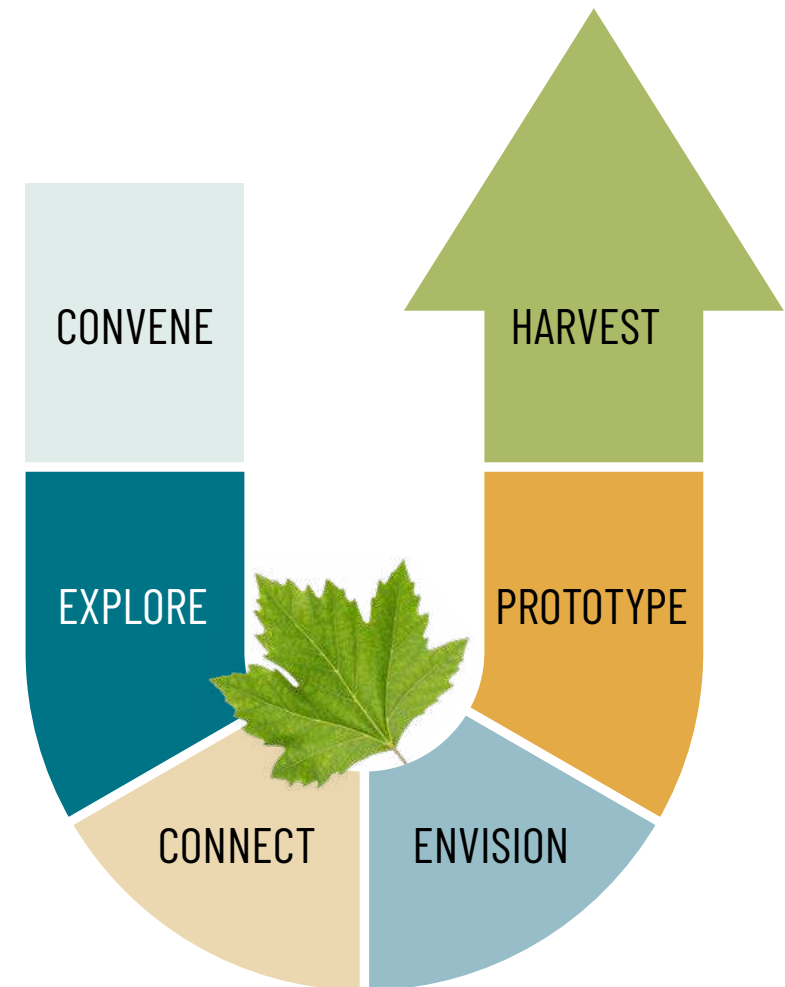 CONVENE
EXPLORE
CONNECT
ENVISION
PROTOTYPE
HARVEST